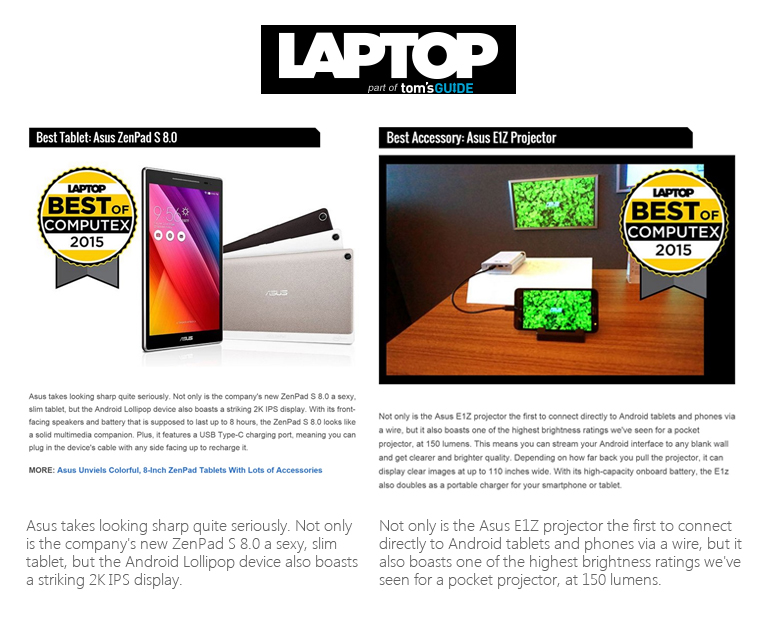 LAPTOP
part of tom'sGUIDE
Best Tablet: Asus ZenPad S 8.0
LAPTOP
BEST OF
COMPUTEX
2015
ASUS
ASUS
Asus takes looking sharp quite seriously. Not only is the company's new ZenPad S 8.0 a sexy,
slim tablet, but the Android Lollipop device also boasts a striking 2K IPS display. With its front-
facing speakers and battery that is supposed to last up to 8 hours, the ZenPad S 8.0 looks like
a solid multimedia companion. Plus, it features a USB Type-C charging port, meaning you can
plug in the device's cable with any side facing up to recharge it.
MORE: Asus Unviels Colorful, 8-Inch ZenPad Tablets With Lots of Accessories
Asus takes looking sharp quite seriously. Not only
is the company's new ZenPad S 8.0 a sexy, slim
tablet, but the Android Lollipop device also boasts
a striking 2K IPS display.
Best Accessory: Asus E1Z Projector
LAPTOP
BEST OF
COMPUTEX
2015
Not only is the Asus E1Z projector the first to connect directly to Android tablets and phones via
a wire, but it also boasts one of the highest brightness ratings we've seen for a pocket
projector, at 150 lumens. This means you can stream your Android interface to any blank wall
and get clearer and brighter quality. Depending on how far back you pull the projector, it can
display clear images at up to 110 inches wide. With its high-capacity onboard battery, the E1z
also doubles as a portable charger for your smartphone or tablet.
Not only is the Asus E1Z projector the first to connect
directly to Android tablets and phones via a wire, but it
also boasts one of the highest brightness ratings we've
seen for a pocket projector, at 150 lumens.